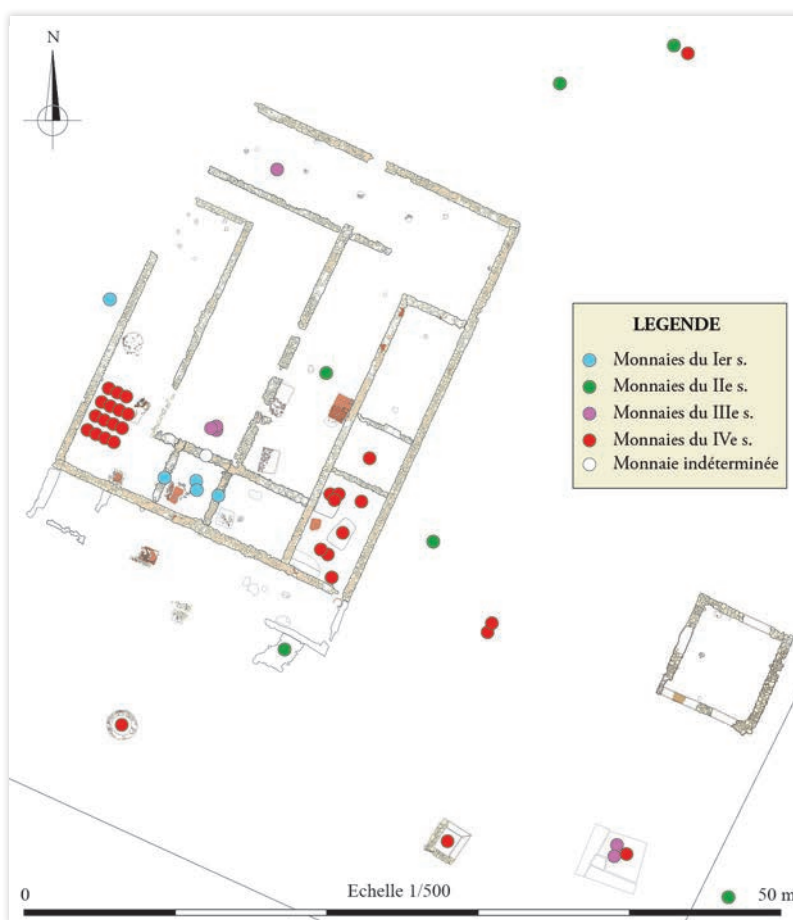 N
LEGENDE
Monnaies du Ier s.
Monnaies du IIe s.
Monnaies du IIIe s.
Monnaies du IVe s.
Monnaie indéterminée
0
Echelle 1/500
50 m